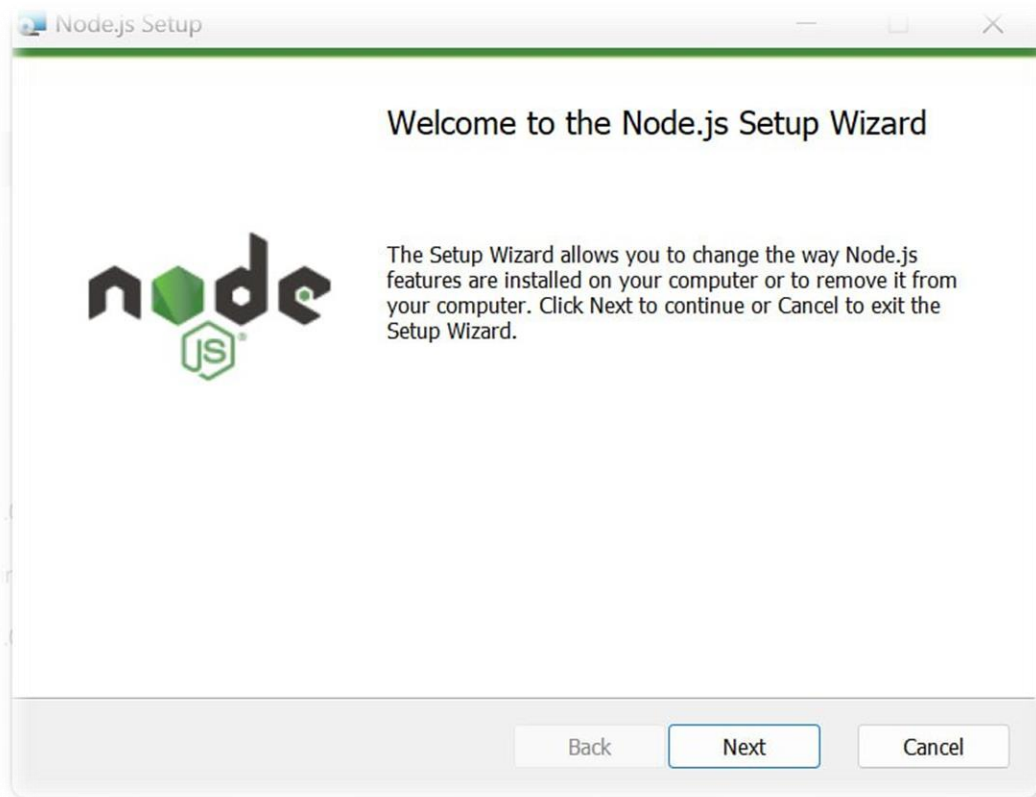 Node.js Setup
Welcome to the Node.js Setup Wizard
node
JS®
The Setup Wizard allows you to change the way Node.js
features are installed on your computer or to remove it from
your computer. Click Next to continue or Cancel to exit the
Setup Wizard.
Back
Next
Cancel